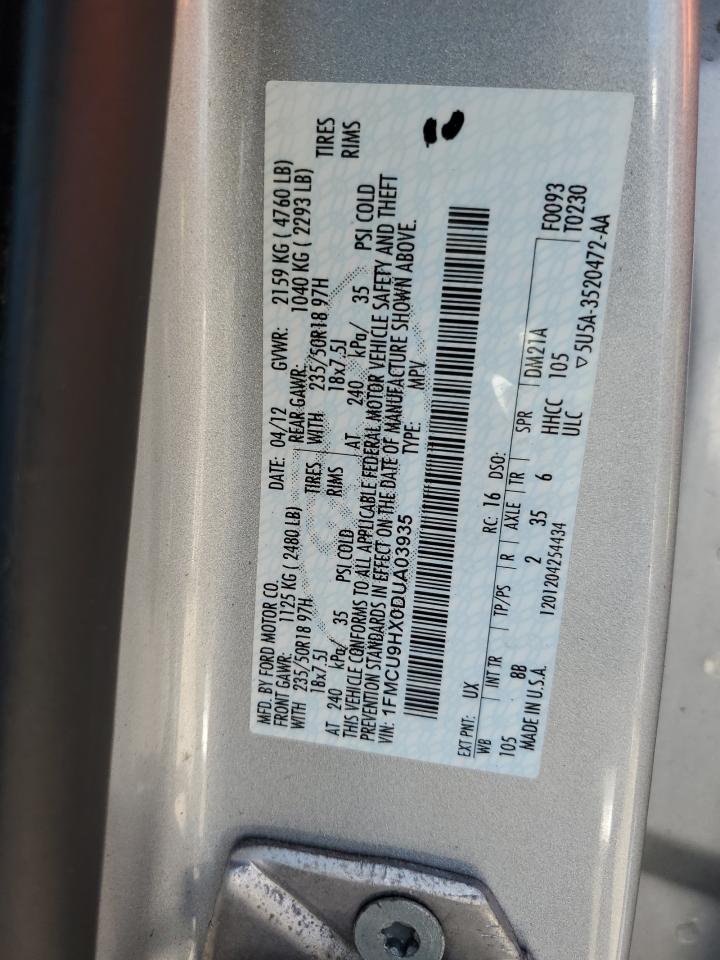 MFD. BY FORD MOTOR CO.
DATE: 04/12 GVWR: 2159 KG ( 4760 LB)
FRONT GAWR: 1125 KG ( 2480 LB) REAR GAWR: 1040 KG ( 2293 LB)
WITH 235/50R18 97H TIRES WITH 235/50R18 97H TIRES
18x7.5J RIMS 18x7.5J RIMS
AT 240 kPa/ 35 PSI COLD AT 240 kPa/ 35 PSI COLD
THIS VEHICLE CONFORMS TO ALL APPLICABLE FEDERAL MOTOR VEHICLE SAFETY AND THEFT
PREVENTION STANDARDS IN EFFECT ON THE DATE OF MANUFACTURE SHOWN ABOVE.
VIN: 1FMCU9HX0DUA03935 TYPE: MPV
F0093
T0230
EXT PNT: UX RC: 16 DSO:
WB INT TR TP/PS R AXLE TR SPR DM21A
105 8B 2 35 6 HHCC 105
MADE IN U.S.A. 1201204254434 ULC ▽5U5A-3520472-AA